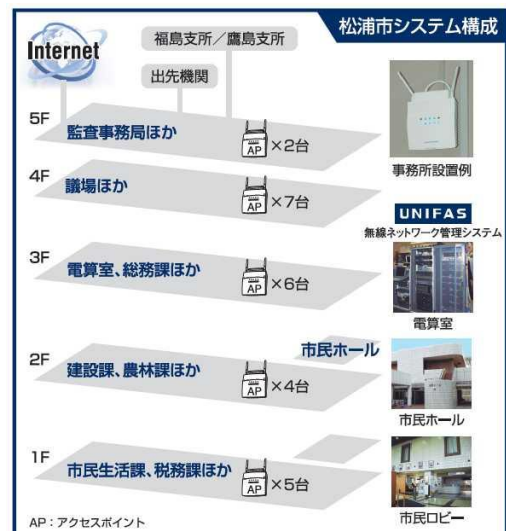 松浦市システム構成
Internet
福島支所／鷹島支所
出先機関
5F
監査事務局ほか
AP
×2台
事務所設置例
4F
議場ほか
AP
×7台
UNIFAS
無線ネットワーク管理システム
3F
電算室、総務課ほか
AP
×6台
電算室
2F
市民ホール
建設課、農林課ほか
AP
×4台
市民ホール
1F
市民生活課、税務課ほか
AP
×5台
市民ロビー
AP：アクセスポイント